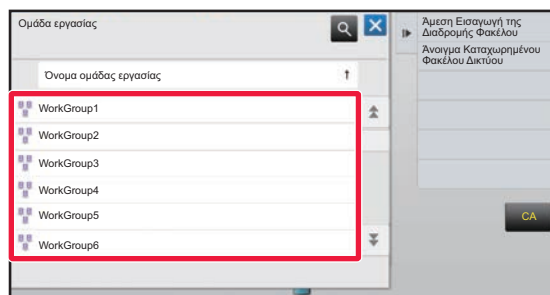 Ομάδα εργασίας
Όνομα ομάδας εργασίας
WorkGroup1
WorkGroup2
WorkGroup3
WorkGroup4
WorkGroup5
WorkGroup6
Άμεση Εισαγωγή της
Διαδρομής Φακέλου
Άνοιγμα Καταχωρημένου
Φακέλου Δικτύου
CA